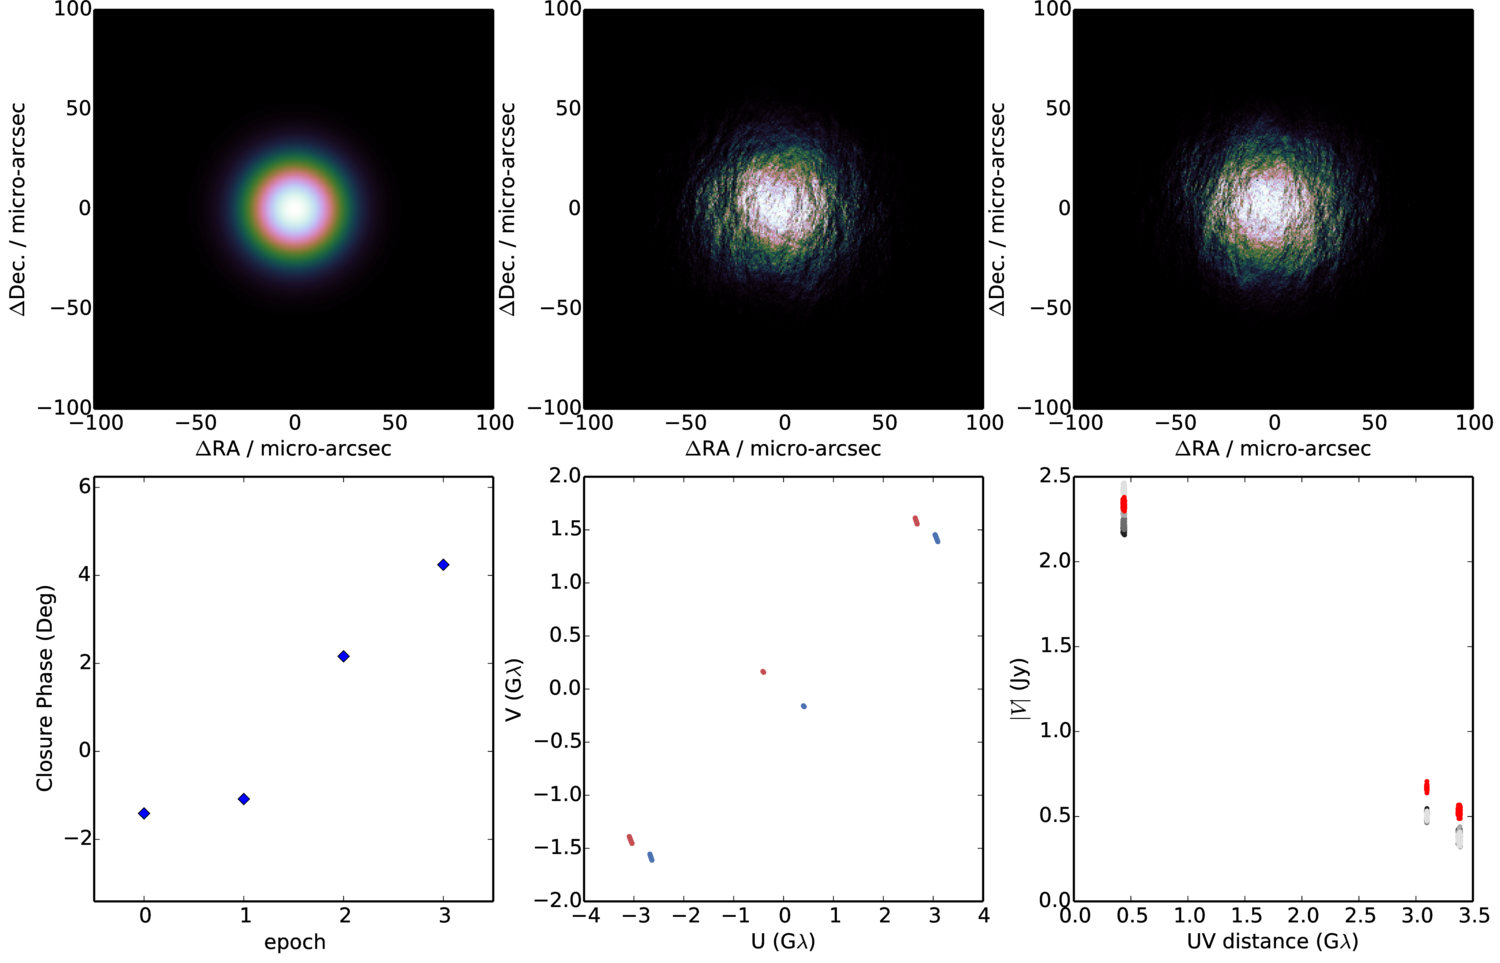 100
50
0
−50
−100
ΔDec. / micro-arcsec
−100 −50 0 50 100
ΔRA / micro-arcsec
100
50
0
−50
−100
ΔDec. / micro-arcsec
−100 −50 0 50 100
ΔRA / micro-arcsec
100
50
0
−50
−100
ΔDec. / micro-arcsec
−100 −50 0 50 100
ΔRA / micro-arcsec
6
4
2
0
−2
Closure Phase (Deg)
0 1 2 3
epoch
2.0
1.5
1.0
0.5
0.0
−0.5
−1.0
−1.5
−2.0
V (Gλ)
−4 −3 −2 −1 0 1 2 3 4
U (Gλ)
2.5
2.0
1.5
1.0
0.5
0.0
|V| (Jy)
0.0 0.5 1.0 1.5 2.0 2.5 3.0 3.5
UV distance (Gλ)